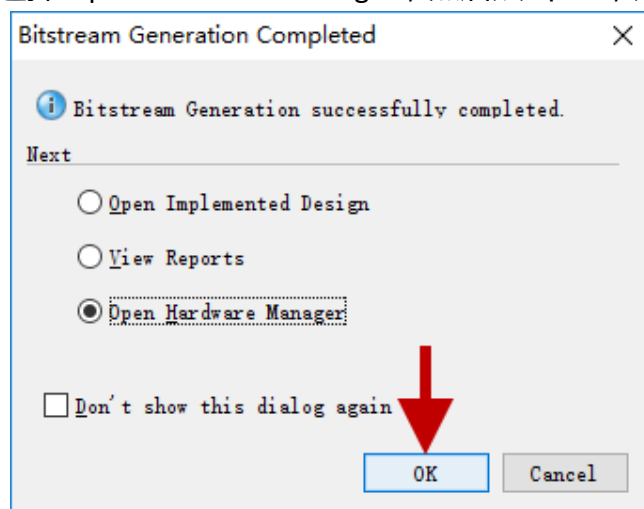 Bitstream Generation Completed
Bitstream Generation successfully completed.
Next
Open Implemented Design
View Reports
Open Hardware Manager
Don't show this dialog again
OK
Cancel